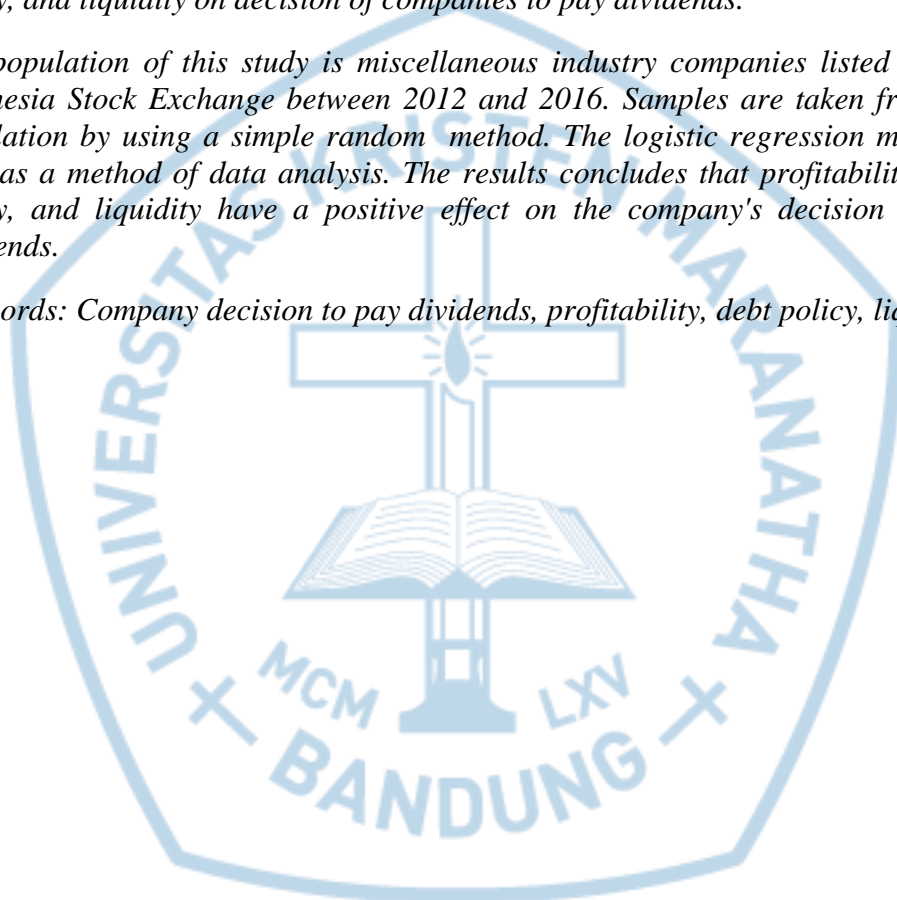 y, and liquidity on decision of companies to pay dividends.
population of this study is miscellaneous industry companies listed
nesia Stock Exchange between 2012 and 2016. Samples are taken fr
lation by using a simple random method. The logistic regression m
as a method of data analysis. The results concludes that profitabilit
y, and liquidity have a positive effect on the company's decision
ends.
ords: Company decision to pay dividends, profitability, debt policy, liq
UNIVERSITAS KRISTEN MARANATHA
MCM LXV
BANDUNG